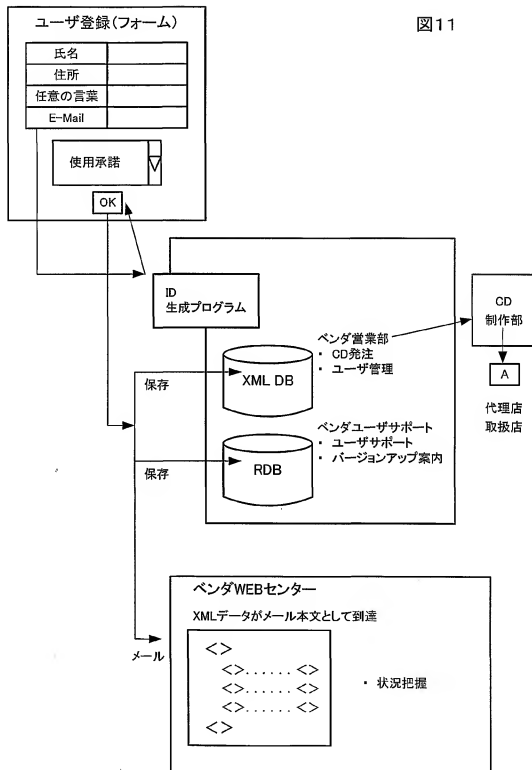 図11
ユーザ登録(フォーム)
氏名
住所
任意の言葉
E-Mail
使用承諾
▽
OK
ID
生成プログラム
CD
制作部
A
代理店
取扱店
ベンダ営業部
・ CD発注
・ ユーザ管理
保存
XML DB
ベンダユーザサポート
・ ユーザサポート
・ バージョンアップ案内
保存
RDB
ベンダWEBセンター
XMLデータがメール本文として到達
メール
<>
<>......<>
<>......<>
<>......<>
<>
・ 状況把握